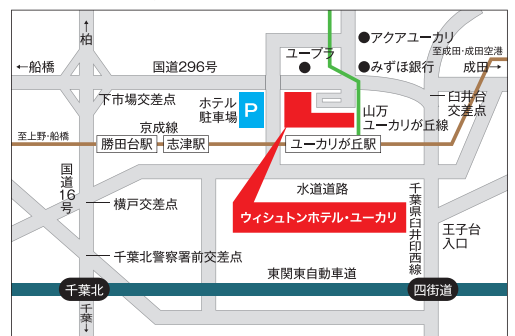 ↑
柏
アクアユーカリ
ユープラ
至成田・成田空港
←船橋
国道296号
みずほ銀行
成田→
下市場交差点
ホテル
駐車場
P
臼井台
交差点
山万
ユーカリが丘線
至上野・船橋
京成線
勝田台駅
志津駅
ユーカリが丘駅
国道16号
水道道路
千葉県臼井印西線
横戸交差点
ウィシュトンホテル・ユーカリ
王子台
入口
千葉北警察署前交差点
東関東自動車道
千葉北
四街道
千葉
↓